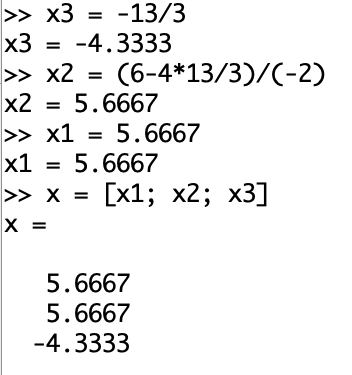 >> x3 = -13/3
x3 = -4.3333
>> x2 = (6-4*13/3)/(-2)
x2 = 5.6667
>> x1 = 5.6667
x1 = 5.6667
>> x = [x1; x2; x3]
x =
5.6667
5.6667
-4.3333